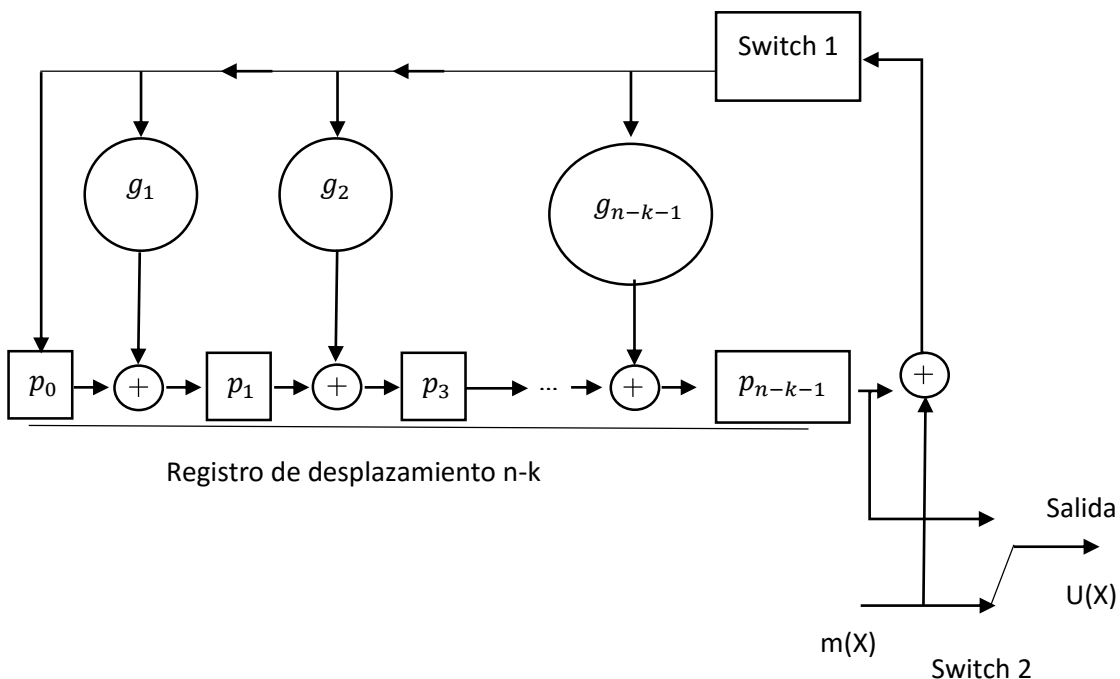 Switch 1
g₁
g₂
gₙ₋ₖ₋₁
p₀ + p₁ + p₃ ... + pₙ₋ₖ₋₁ +
Registro de desplazamiento n-k
Salida
U(X)
m(X)
Switch 2